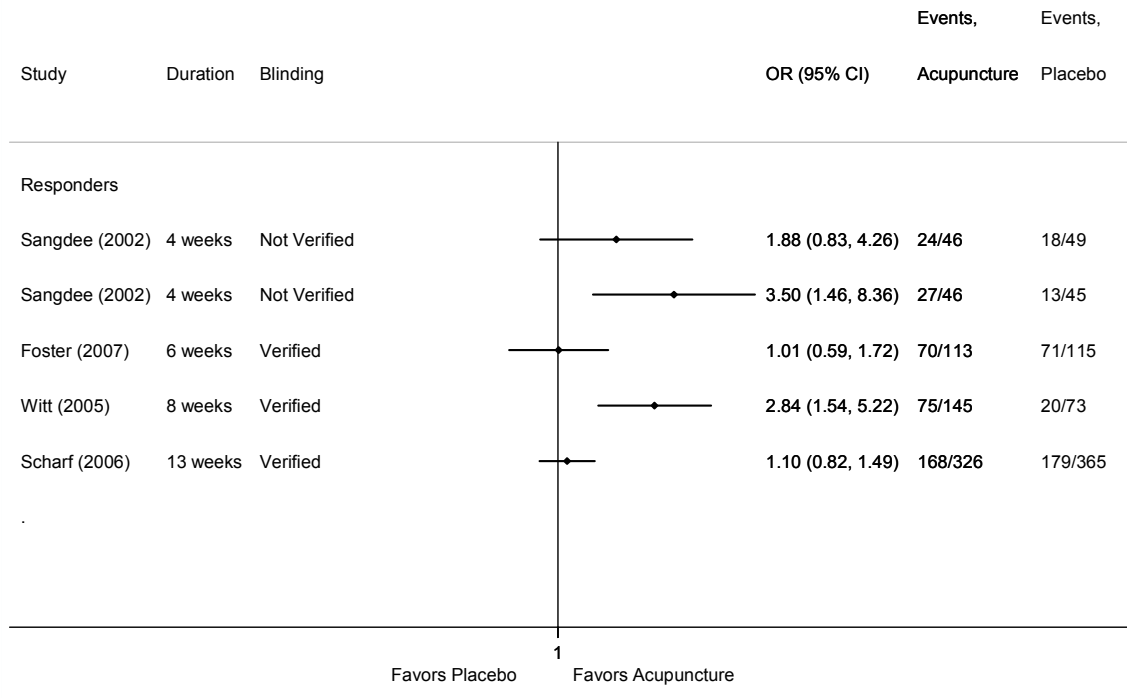 Events, Events,
Study Duration Blinding OR (95% CI) Acupuncture Placebo
Responders
Sangdee (2002) 4 weeks Not Verified 1.88 (0.83, 4.26) 24/46 18/49
Sangdee (2002) 4 weeks Not Verified 3.50 (1.46, 8.36) 27/46 13/45
Foster (2007) 6 weeks Verified 1.01 (0.59, 1.72) 70/113 71/115
Witt (2005) 8 weeks Verified 2.84 (1.54, 5.22) 75/145 20/73
Scharf (2006) 13 weeks Verified 1.10 (0.82, 1.49) 168/326 179/365
.
1
Favors Placebo Favors Acupuncture